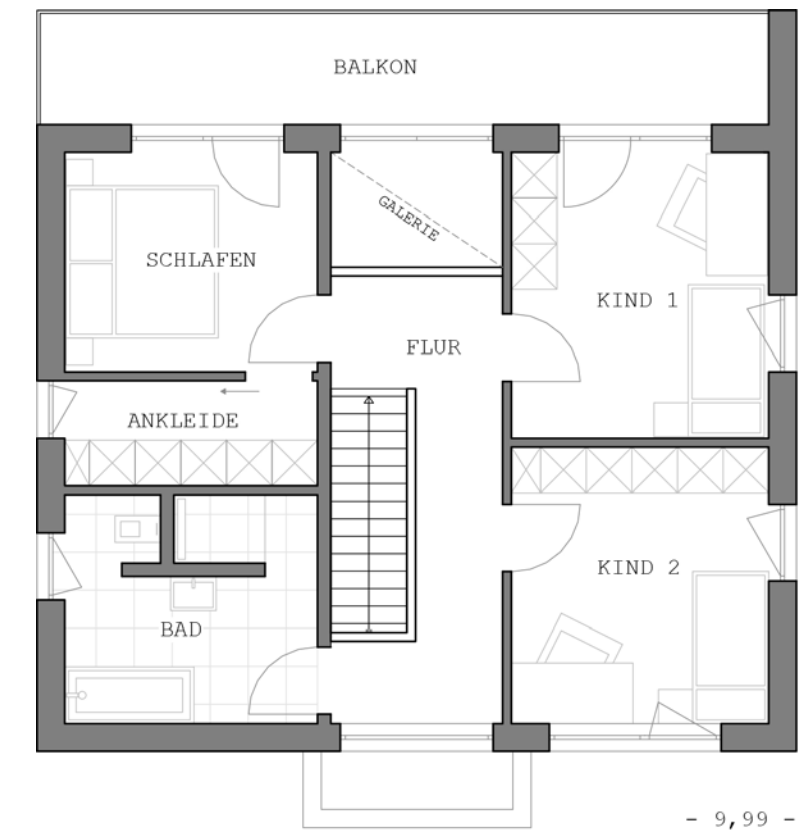 BALKON
GALERIE
SCHLAFEN
KIND 1
FLUR
ANKLEIDE
KIND 2
BAD
- 9,99 -